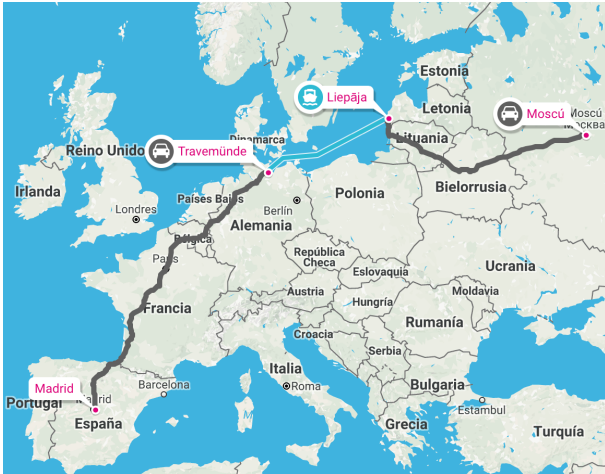 Estonia
Liepāja
Letonia
Moscú
Moscú
Москва
Dinamarca
Lituania
Travemünde
Reino Unido
Irlanda
Bielorrusia
Países Bajos
Polonia
Londres
Berlín
Alemania
Bélgica
República
Checa
París
Ucrania
Eslovaquia
Austria
Moldavia
Hungría
Francia
Rumanía
Croacia
Serbia
Italia
Madrid
Barcelona
Roma
Bulgaria
Madrid
Portugal
Estambul
España
Grecia
Turquía